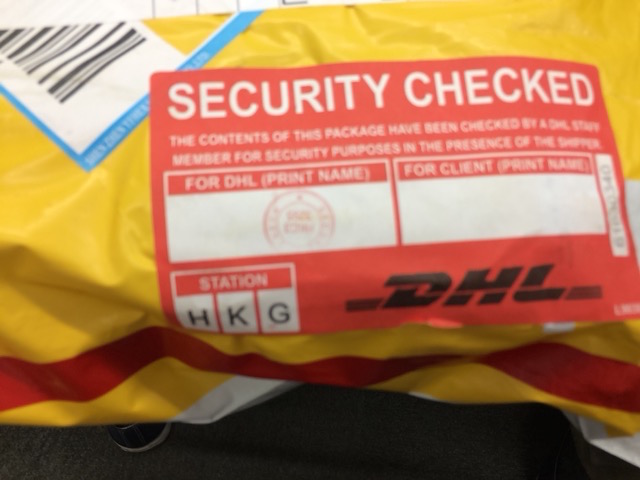 SECURITY CHECKED
THE CONTENTS OF THIS PACKAGE HAVE BEEN CHECKED BY A DHL STAFF
MEMBER FOR SECURITY PURPOSES IN THE PRESENCE OF THE SHIPPER.
FOR DHL (PRINT NAME)
FOR CLIENT (PRINT NAME)
STATION
HKG
DHL